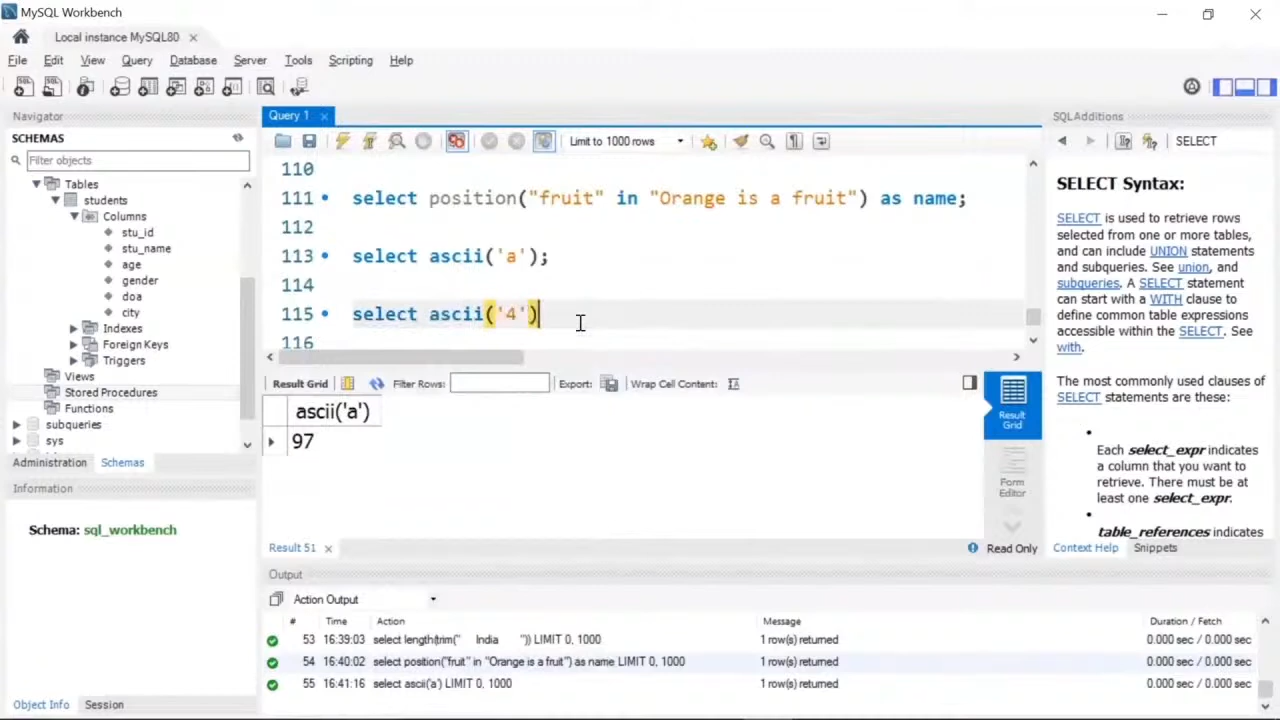 MySQL Workbench
Local instance MySQL80
File Edit View Query Database Server Tools Scripting Help
Navigator
SCHEMAS
Filter objects
Tables
students
Columns
stu_id
stu_name
age
gender
doa
city
Indexes
Foreign Keys
Triggers
Views
Stored Procedures
Functions
subqueries
sys
Administration Schemas
Information
Schema: sql_workbench
Object Info Session
Query 1
Limit to 1000 rows
110
111 select position("fruit" in "Orange is a fruit") as name;
112
113 select ascii('a');
114
115 select ascii('4')
116
Result Grid Filter Rows: Export: Wrap Cell Content:
ascii('a')
97
Result Grid
Form Editor
Result 51
Read Only
Output
Action Output
# Time Action Message Duration / Fetch
53 16:39:03 select length(trim(" India ")) LIMIT 0, 1000 1 row(s) returned 0.000 sec / 0.000 sec
54 16:40:02 select position("fruit" in "Orange is a fruit") as name LIMIT 0, 1000 1 row(s) returned 0.000 sec / 0.000 sec
55 16:41:16 select ascii('a') LIMIT 0, 1000 1 row(s) returned 0.000 sec / 0.000 sec
SQLAdditions
SELECT
SELECT Syntax:
SELECT is used to retrieve rows
selected from one or more tables,
and can include UNION statements
and subqueries. See union, and
subqueries. A SELECT statement
can start with a WITH clause to
define common table expressions
accessible within the SELECT. See
with.
The most commonly used clauses of
SELECT statements are these:
Each select_expr indicates
a column that you want to
retrieve. There must be at
least one select_expr.
table_references indicates
Context Help Snippets